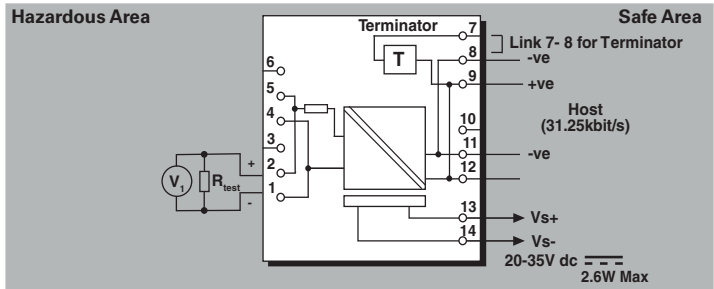 Hazardous Area
Safe Area
Terminator
7
Link 7- 8 for Terminator
T
8
-ve
9
+ve
6
5
4
3
2
1
Host
(31.25kbit/s)
10
11
-ve
12
V1
Rtest
+
-
13
Vs+
14
Vs-
20-35V dc
2.6W Max